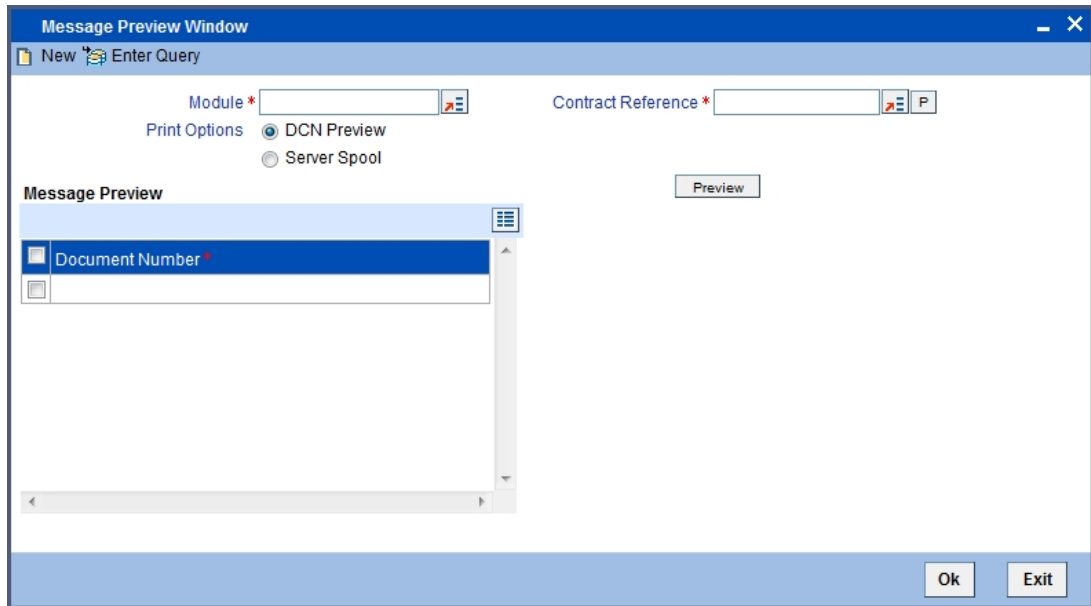 Message Preview Window
New Enter Query
Module * Contract Reference * P
Print Options DCN Preview
Server Spool
Preview
Message Preview
Document Number *
Ok Exit